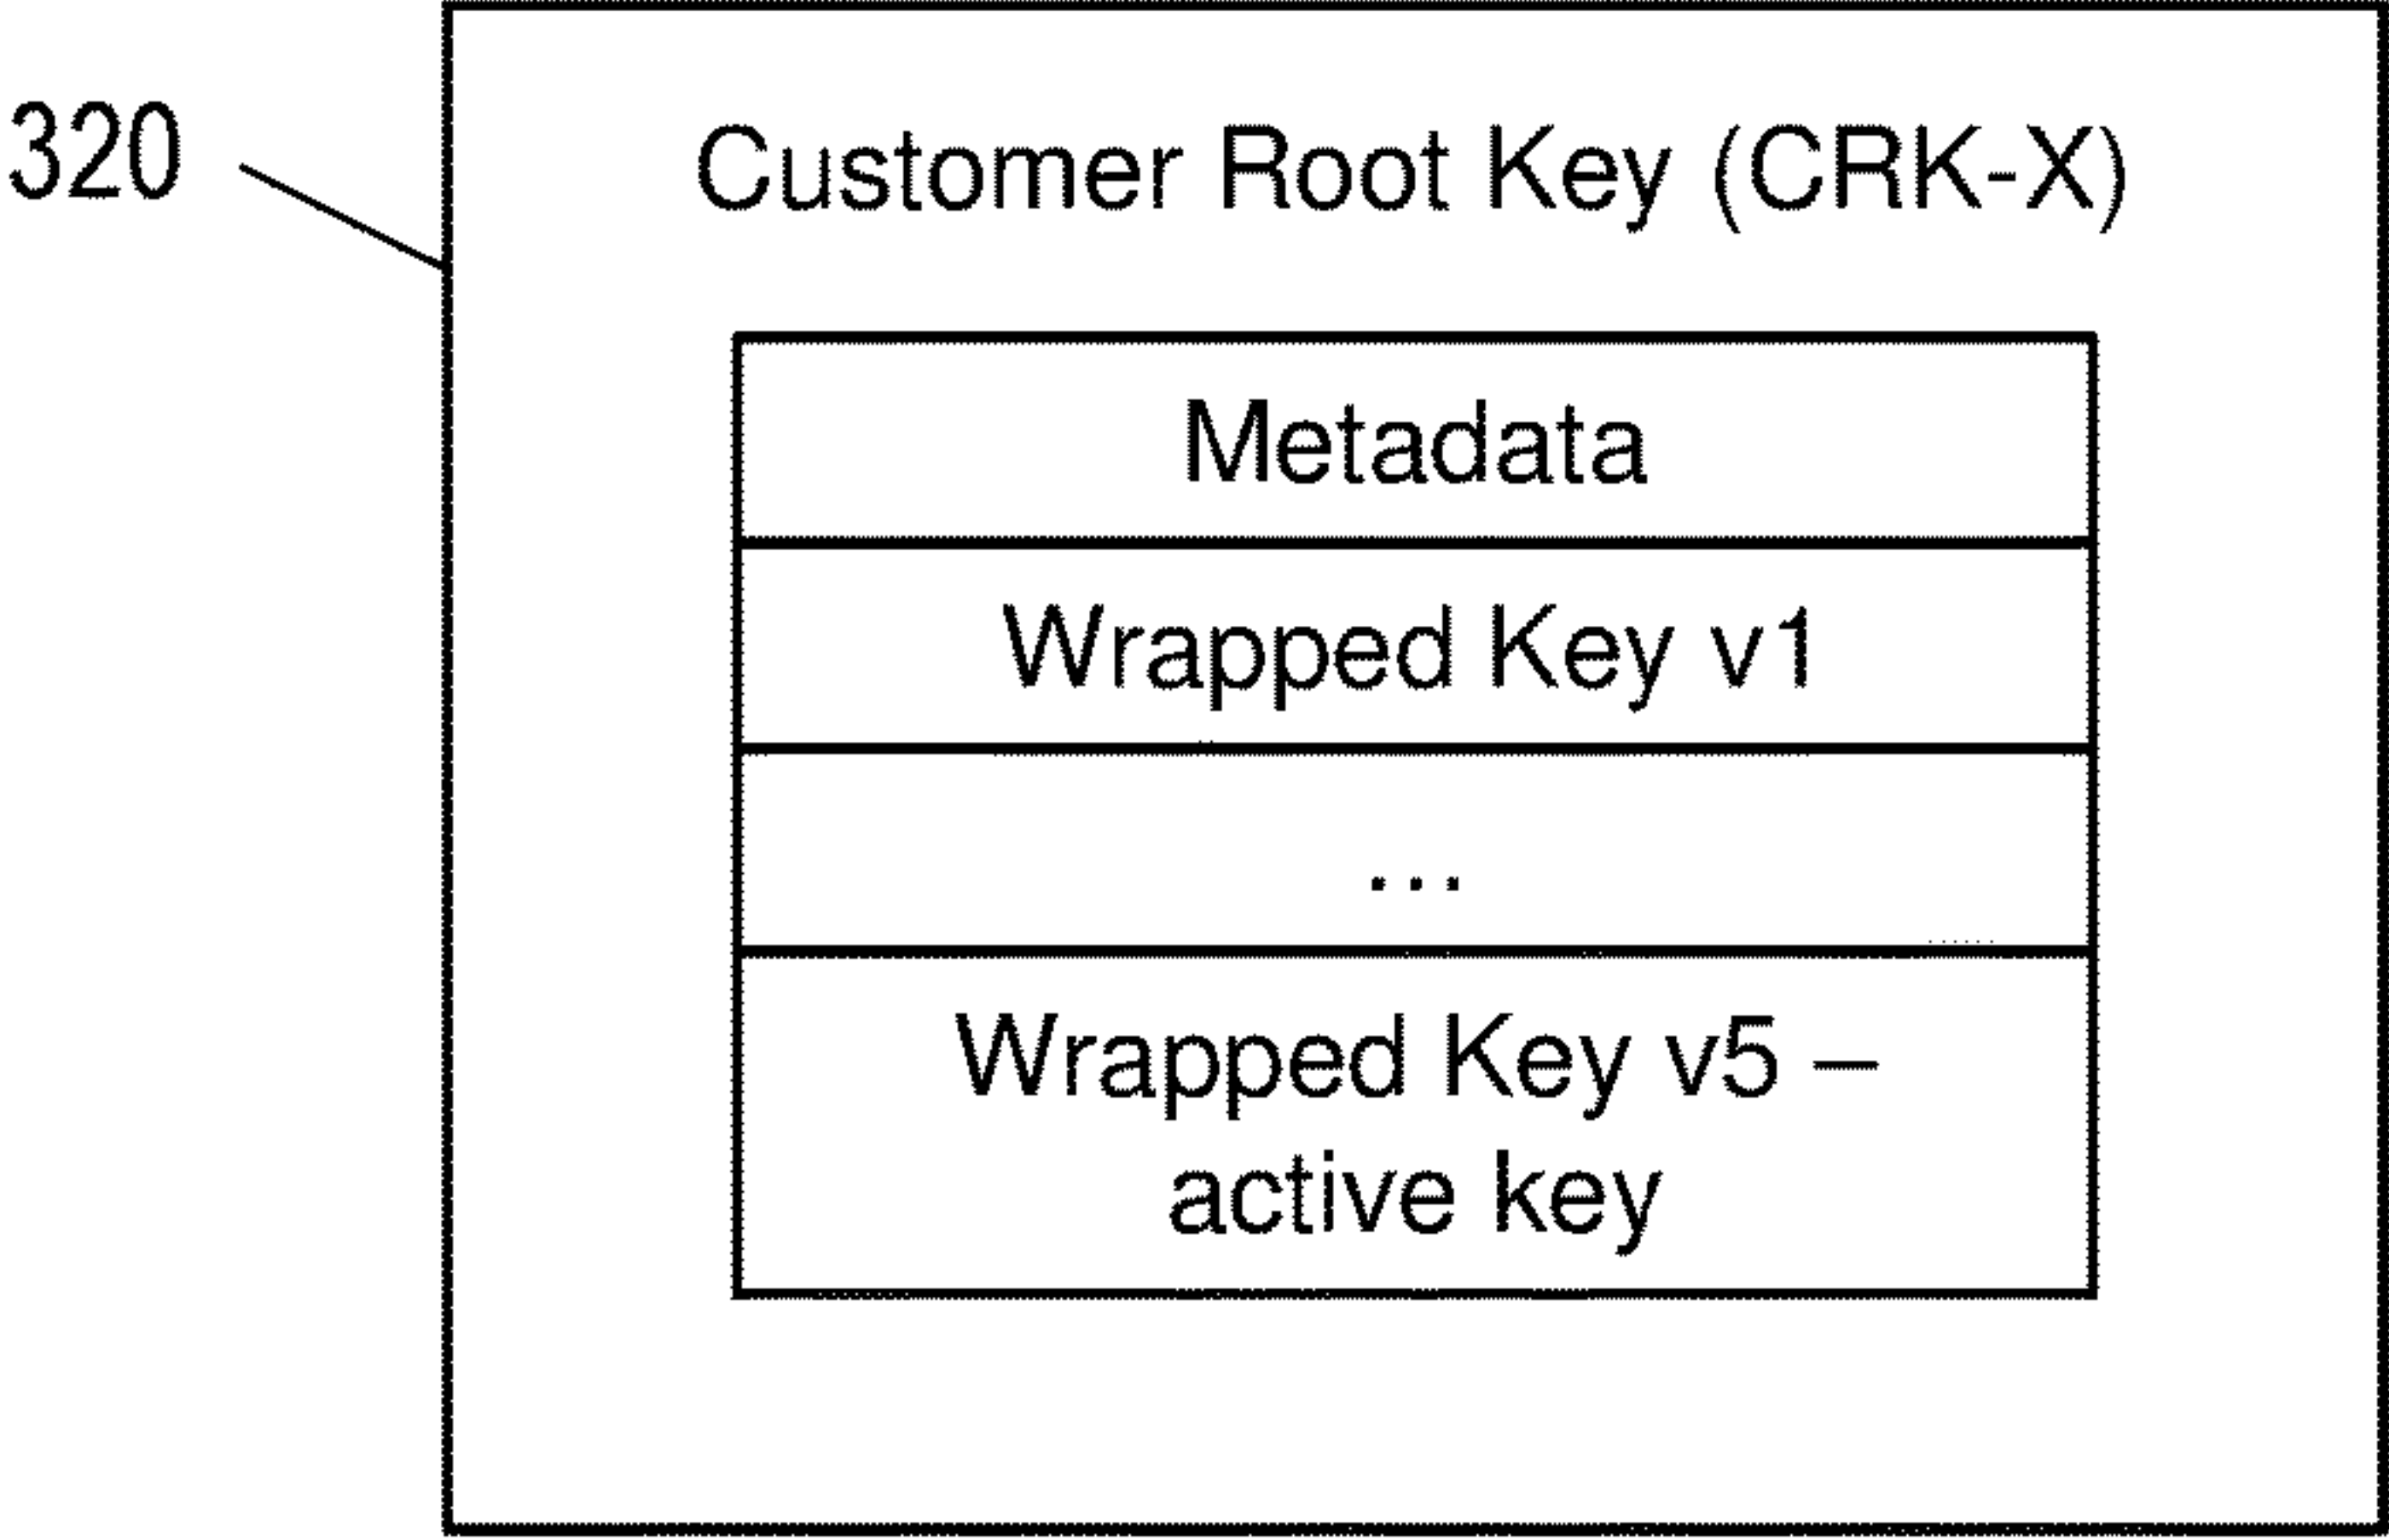 320
Customer Root Key (CRK-X)
Metadata
Wrapped Key v1
...
Wrapped Key v5 –
active key